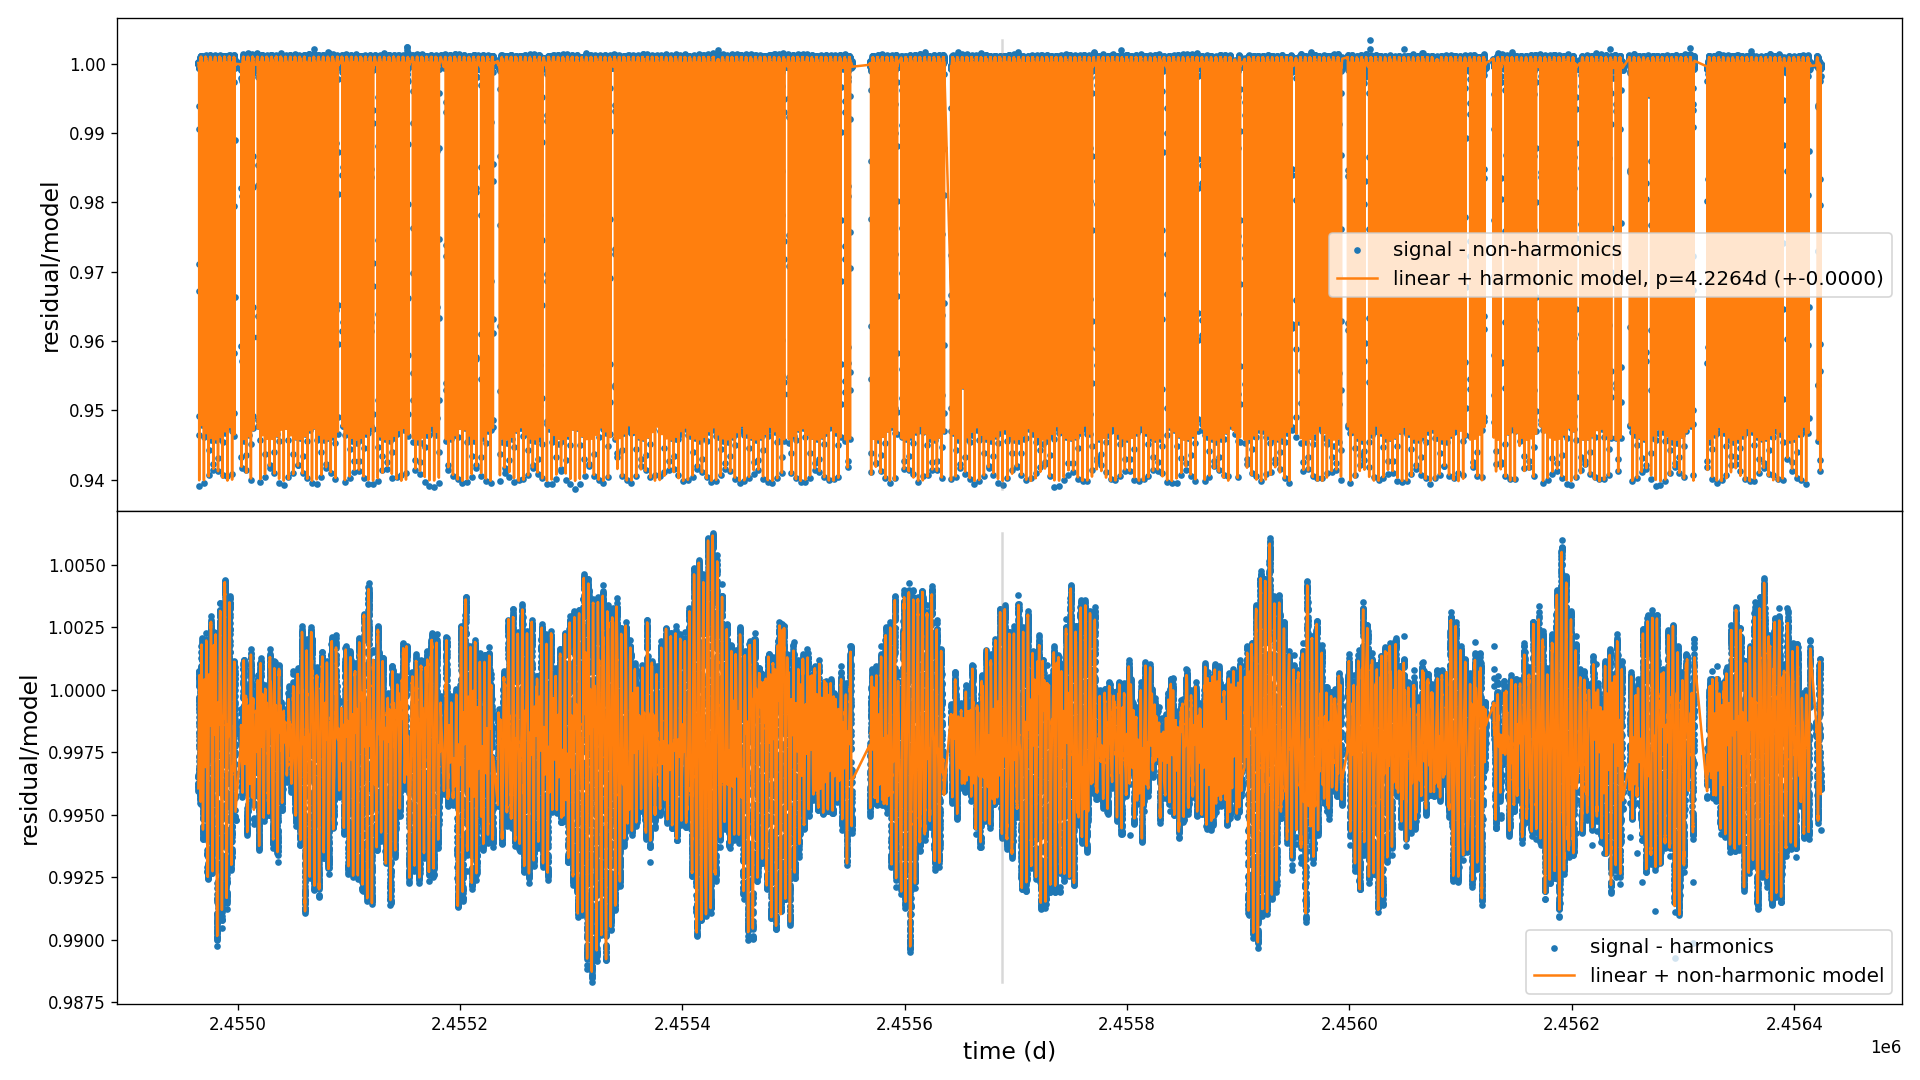 1.00
0.99
0.98
0.97
0.96
0.95
0.94
residual/model
signal - non-harmonics
linear + harmonic model, p=4.2264d (+-0.0000)
1.0050
1.0025
1.0000
0.9975
0.9950
0.9925
0.9900
0.9875
residual/model
signal - harmonics
linear + non-harmonic model
2.4550 2.4552 2.4554 2.4556 2.4558 2.4560 2.4562 2.4564
time (d)
1e6